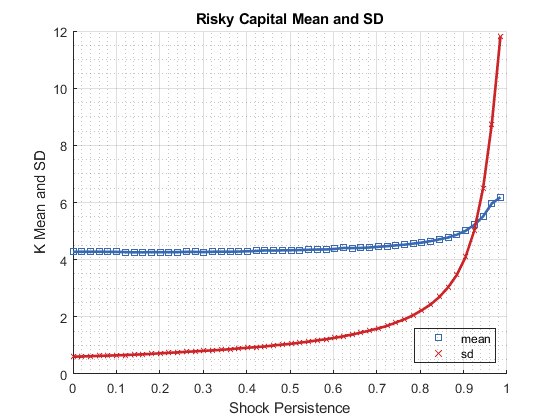 Risky Capital Mean and SD
K Mean and SD
12
10
8
6
4
2
0
0 0.1 0.2 0.3 0.4 0.5 0.6 0.7 0.8 0.9 1
Shock Persistence
mean
sd